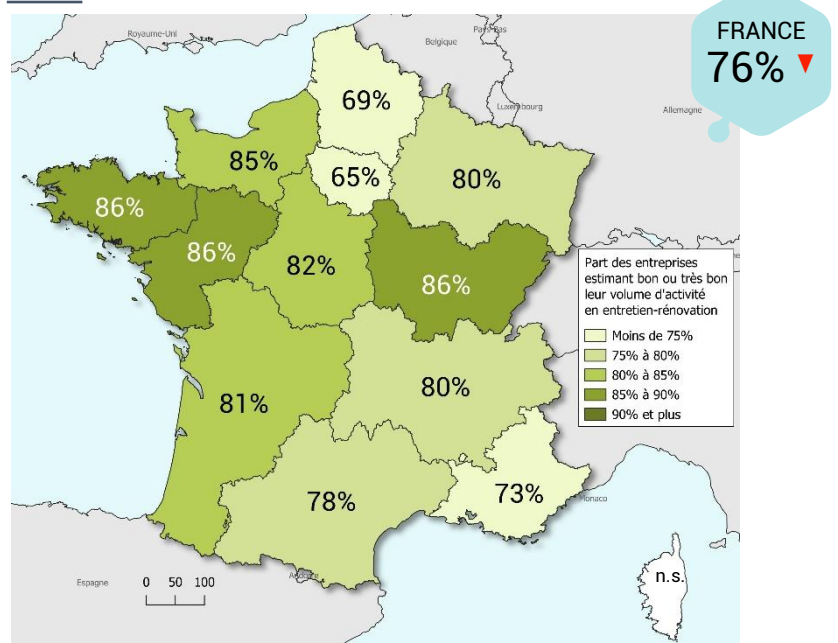 FRANCE
76%
Royaume-Uni
Belgique
Pays-Bas
Luxembourg
Allemagne
69%
85%
65%
80%
86%
86%
82%
86%
Part des entreprises
estimant bon ou très bon
leur volume d'activité
en entretien-rénovation
Moins de 75%
75% à 80%
80% à 85%
85% à 90%
90% et plus
81%
80%
78%
73%
Monaco
n.s.
Espagne
0 50 100
Andorre